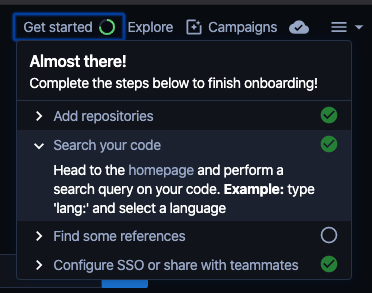 Get started Explore Campaigns
Almost there!
Complete the steps below to finish onboarding!
Add repositories
Search your code
Head to the homepage and perform a
search query on your code. Example: type
'lang:' and select a language
Find some references
Configure SSO or share with teammates